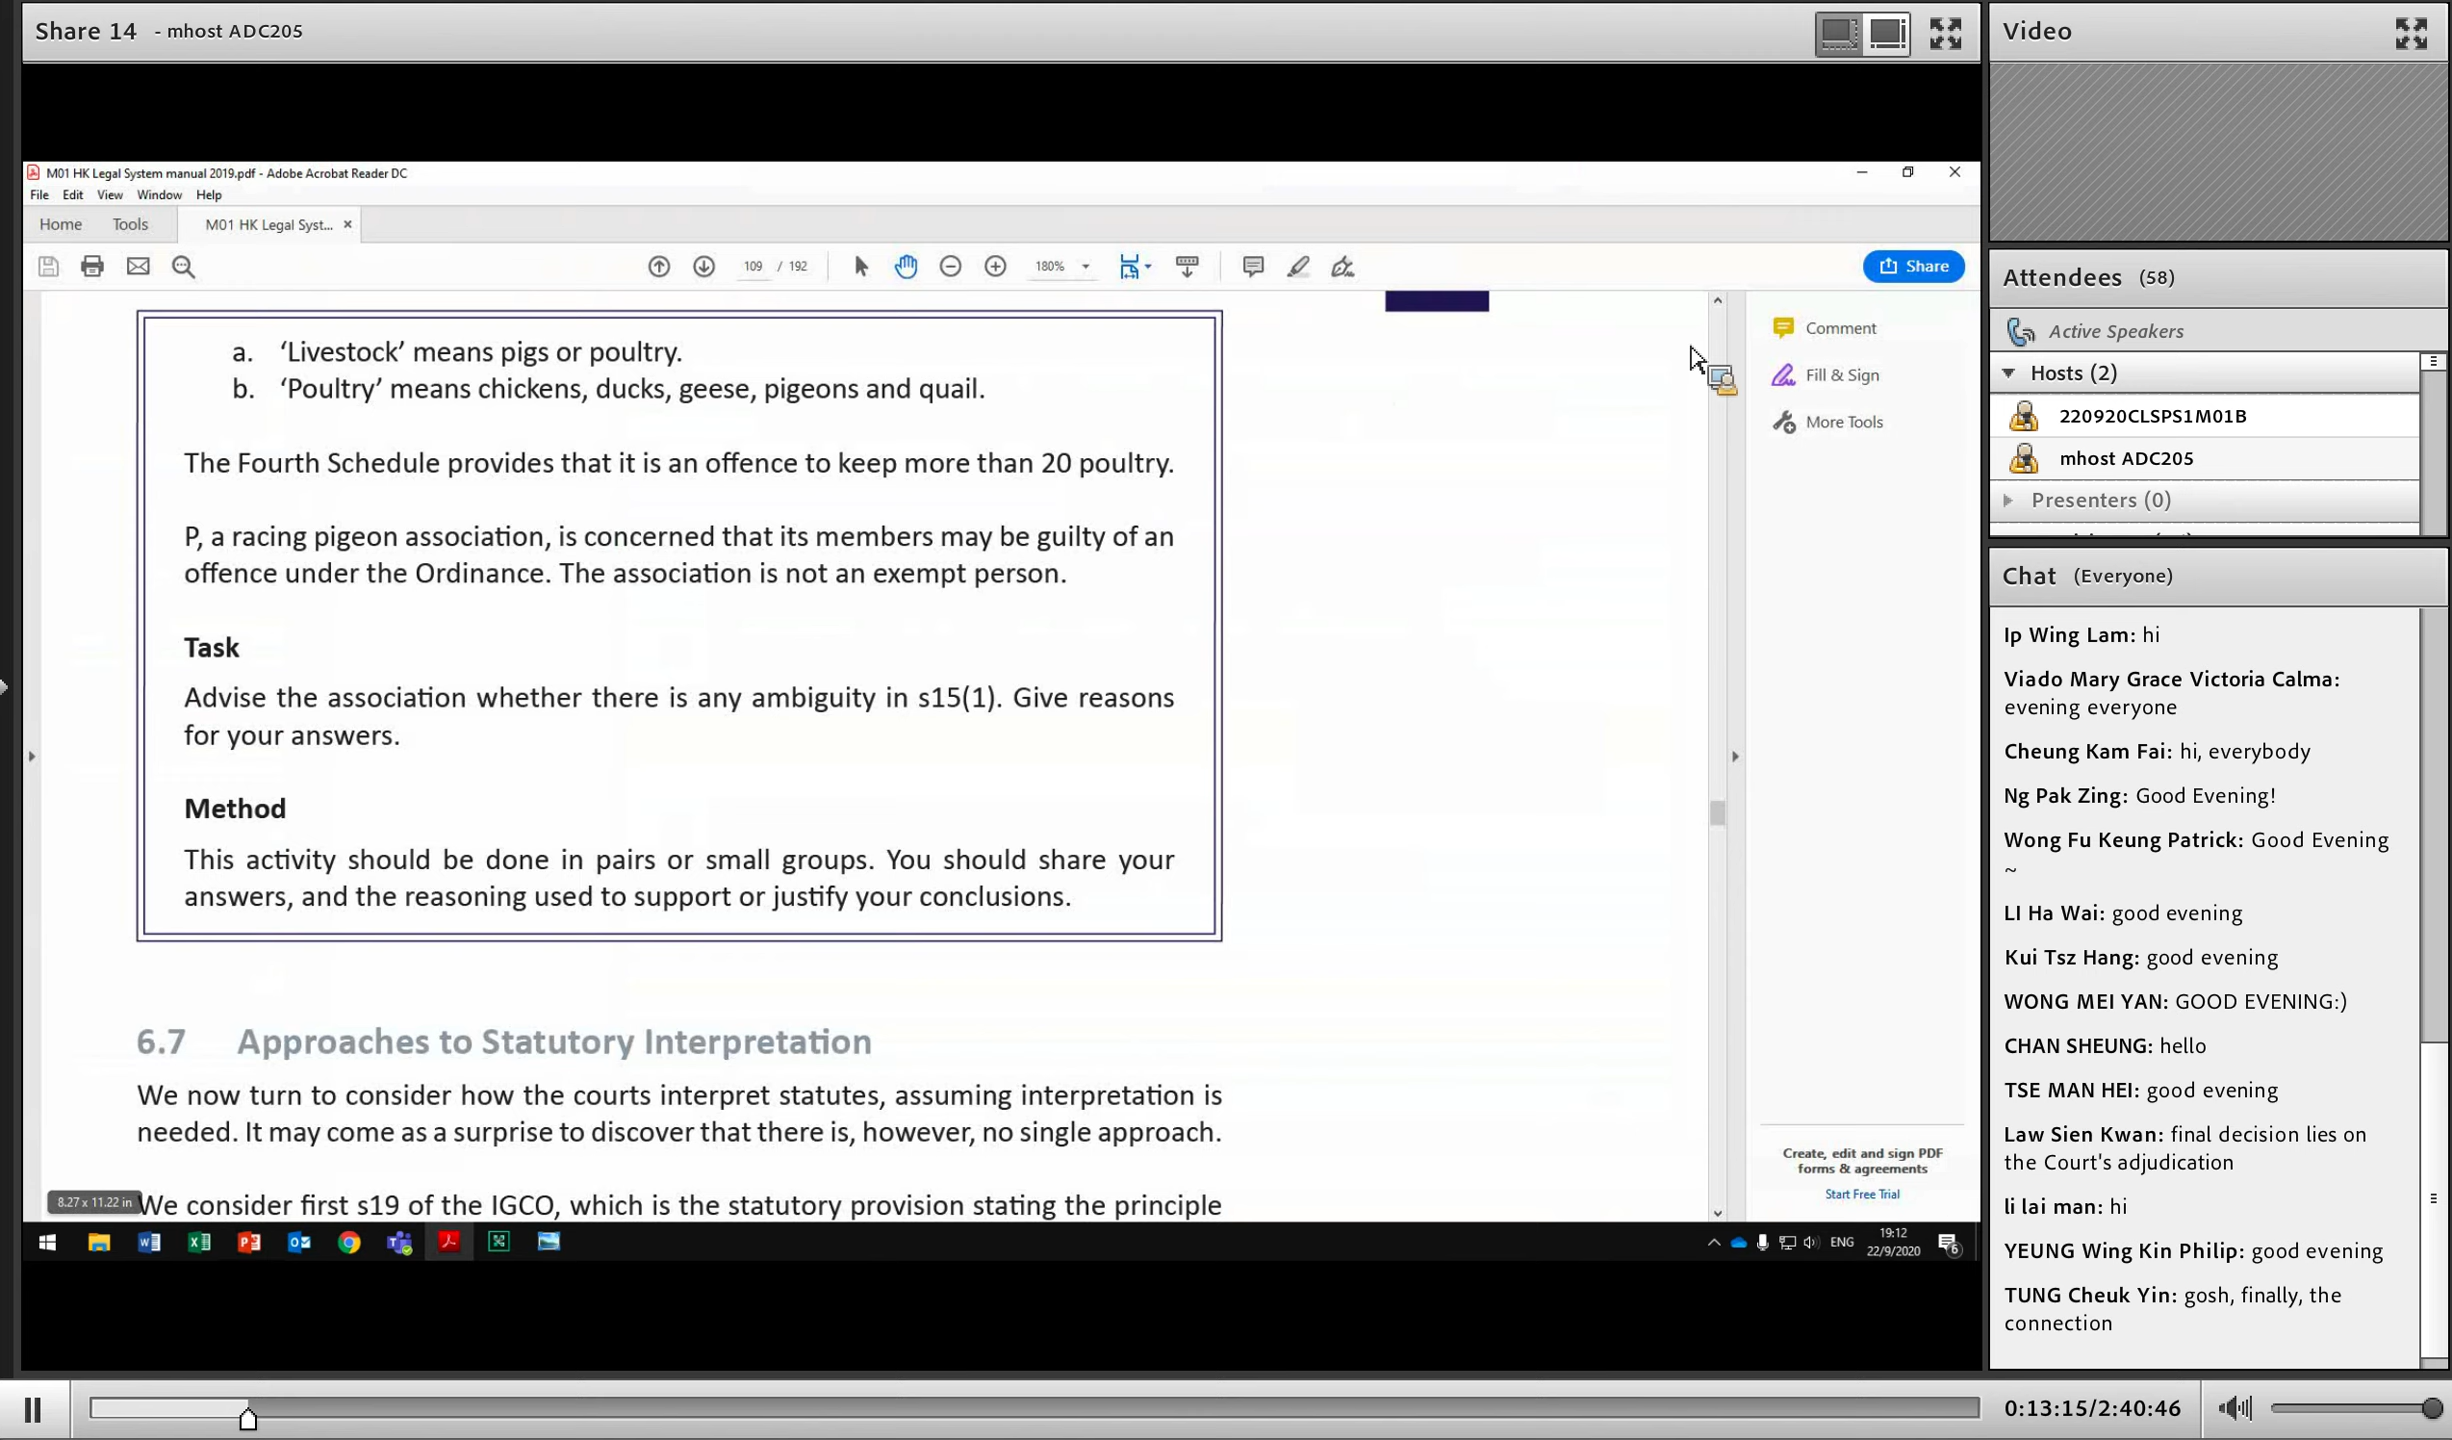 Share 14 - mhost ADC205
M01 HK Legal System manual 2019.pdf - Adobe Acrobat Reader DC
File Edit View Window Help
Home Tools M01 HK Legal Syst... ×
109 / 192 180% Share
a. ‘Livestock’ means pigs or poultry.
b. ‘Poultry’ means chickens, ducks, geese, pigeons and quail.
The Fourth Schedule provides that it is an offence to keep more than 20 poultry.
P, a racing pigeon association, is concerned that its members may be guilty of an
offence under the Ordinance. The association is not an exempt person.
Task
Advise the association whether there is any ambiguity in s15(1). Give reasons
for your answers.
Method
This activity should be done in pairs or small groups. You should share your
answers, and the reasoning used to support or justify your conclusions.
6.7 Approaches to Statutory Interpretation
We now turn to consider how the courts interpret statutes, assuming interpretation is
needed. It may come as a surprise to discover that there is, however, no single approach.
We consider first s19 of the IGCO, which is the statutory provision stating the principle
8.27 x 11.22 in
Comment
Fill & Sign
More Tools
Create, edit and sign PDF
forms & agreements
Start Free Trial
ENG
19:12
22/9/2020
6
Video
Attendees (58)
Active Speakers
Hosts (2)
220920CLSPS1M01B
mhost ADC205
Presenters (0)
Chat (Everyone)
Ip Wing Lam: hi
Viado Mary Grace Victoria Calma:
evening everyone
Cheung Kam Fai: hi, everybody
Ng Pak Zing: Good Evening!
Wong Fu Keung Patrick: Good Evening
~
LI Ha Wai: good evening
Kui Tsz Hang: good evening
WONG MEI YAN: GOOD EVENING:)
CHAN SHEUNG: hello
TSE MAN HEI: good evening
Law Sien Kwan: final decision lies on
the Court's adjudication
li lai man: hi
YEUNG Wing Kin Philip: good evening
TUNG Cheuk Yin: gosh, finally, the
connection
0:13:15/2:40:46